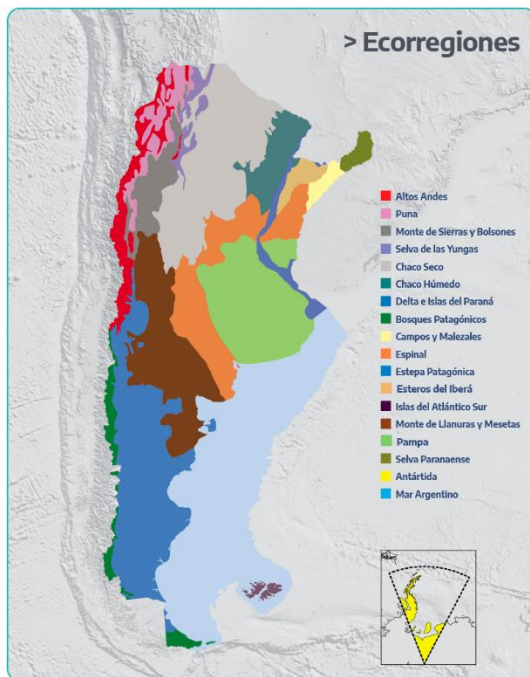 > Ecorregiones
Altos Andes
Puna
Monte de Sierras y Bolsones
Selva de las Yungas
Chaco Seco
Chaco Húmedo
Delta e Islas del Paraná
Bosques Patagónicos
Campos y Malezales
Espinal
Estepa Patagónica
Esteros del Iberá
Islas del Atlántico Sur
Monte de Llanuras y Mesetas
Pampa
Selva Paranaense
Antártida
Mar Argentino